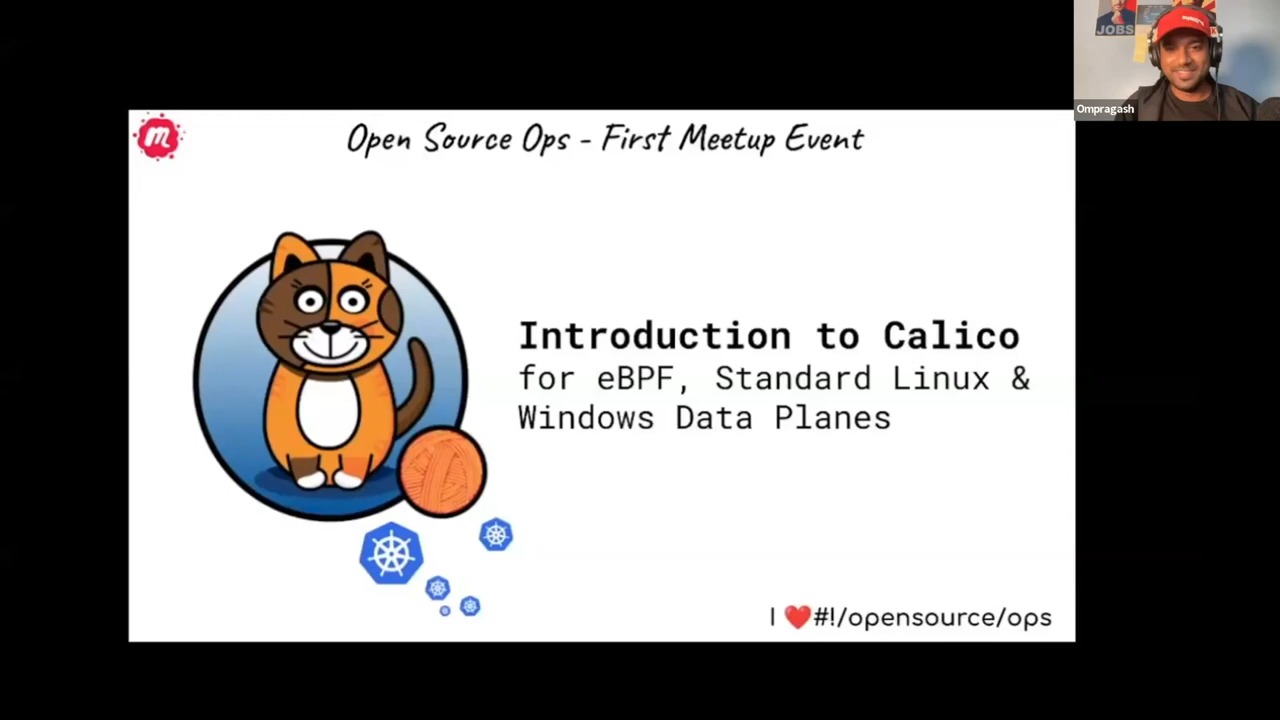 JOBS
Ompragash
m
Open Source Ops - First Meetup Event
Introduction to Calico
for eBPF, Standard Linux &
Windows Data Planes
I ❤️#!/opensource/ops